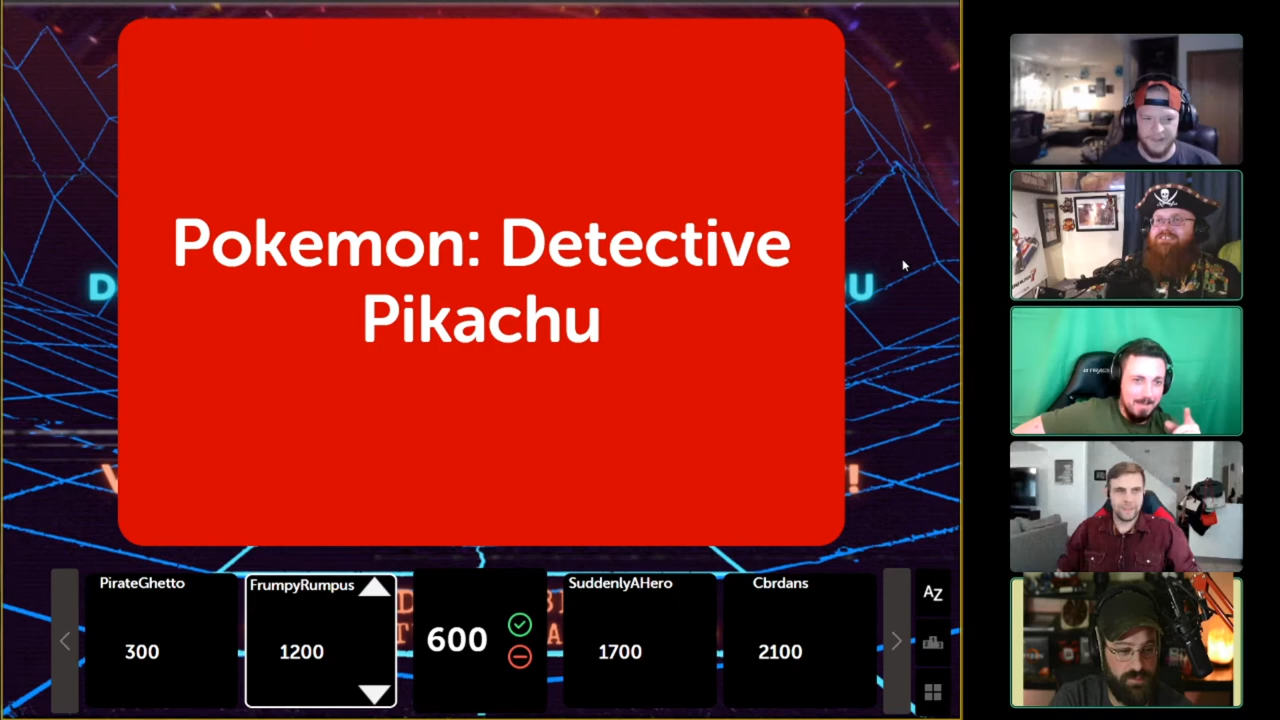 Pokemon: Detective
Pikachu
D
U
!
PirateGhetto
FrumpyRumpus
SuddenlyAHero
Cbrdans
AZ
300
1200
600
1700
2100